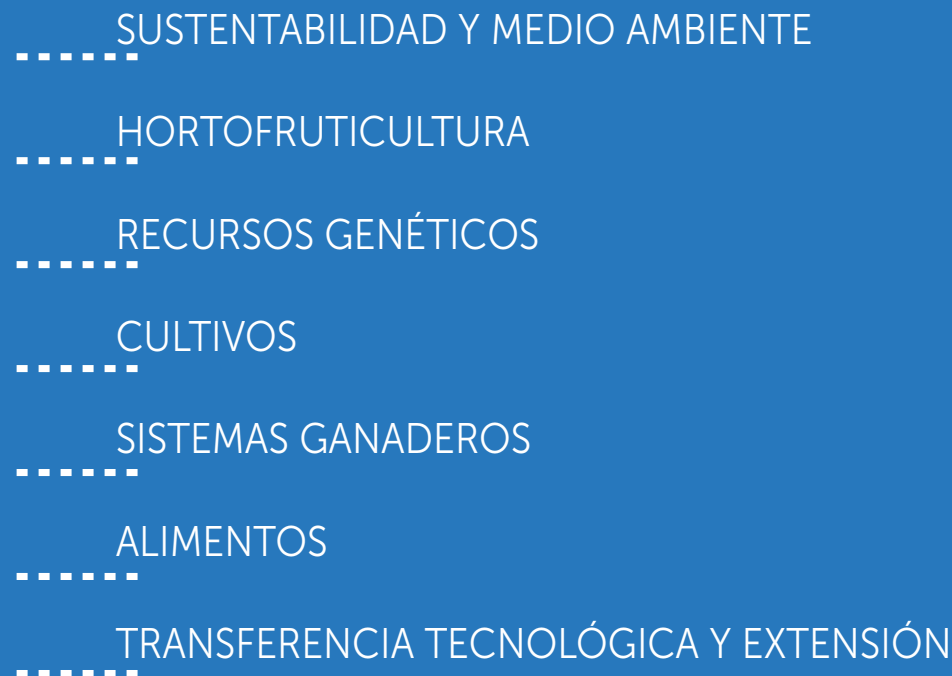 SUSTENTABILIDAD Y MEDIO AMBIENTE
HORTOFRUTICULTURA
RECURSOS GENÉTICOS
CULTIVOS
SISTEMAS GANADEROS
ALIMENTOS
TRANSFERENCIA TECNOLÓGICA Y EXTENSIÓN